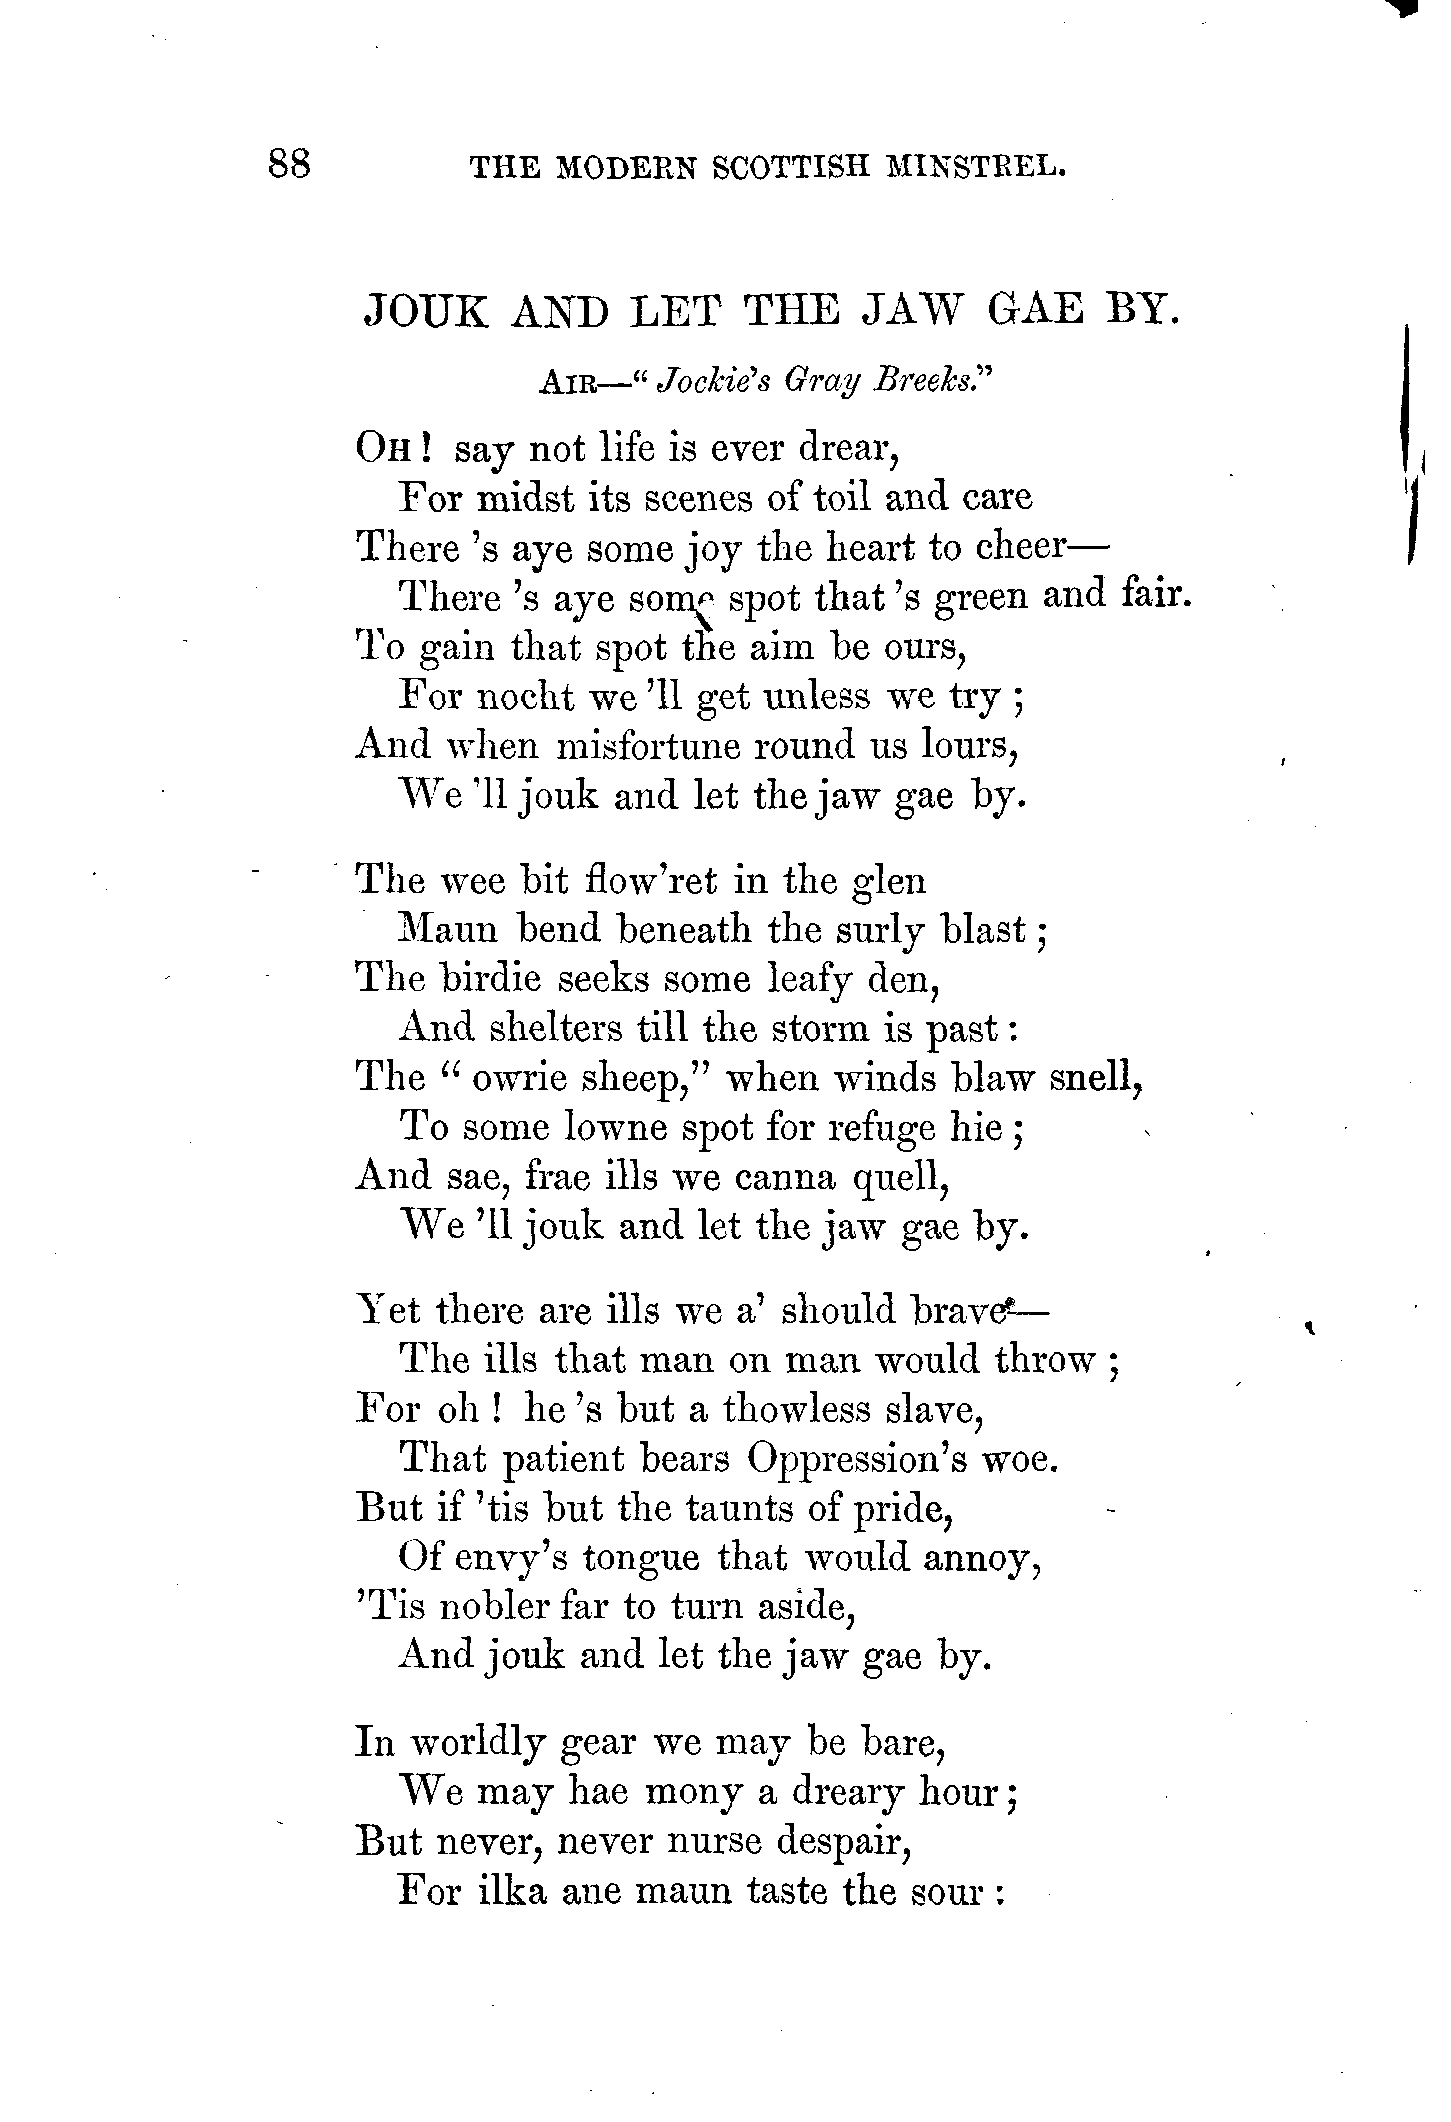 88 THE MODERN SCOTTISH MINSTREL.
JOUK AND LET THE JAW GAE BY.
AIR—“Jockie's Gray Breeks.”
OH! say not life is ever drear,
For midst its scenes of toil and care
There 's aye some joy the heart to cheer—
There 's aye some spot that 's green and fair.
To gain that spot the aim be ours,
For nocht we 'll get unless we try ;
And when misfortune round us lours,
We 'll jouk and let the jaw gae by.
The wee bit flow'ret in the glen
Maun bend beneath the surly blast ;
The birdie seeks some leafy den,
And shelters till the storm is past :
The “ owrie sheep,” when winds blaw snell,
To some lowne spot for refuge hie ;
And sae, frae ills we canna quell,
We 'll jouk and let the jaw gae by.
Yet there are ills we a' should brave—
The ills that man on man would throw ;
For oh ! he 's but a thowless slave,
That patient bears Oppression's woe.
But if 'tis but the taunts of pride,
Of envy's tongue that would annoy,
'Tis nobler far to turn aside,
And jouk and let the jaw gae by.
In worldly gear we may be bare,
We may hae mony a dreary hour ;
But never, never nurse despair,
For ilka ane maun taste the sour :